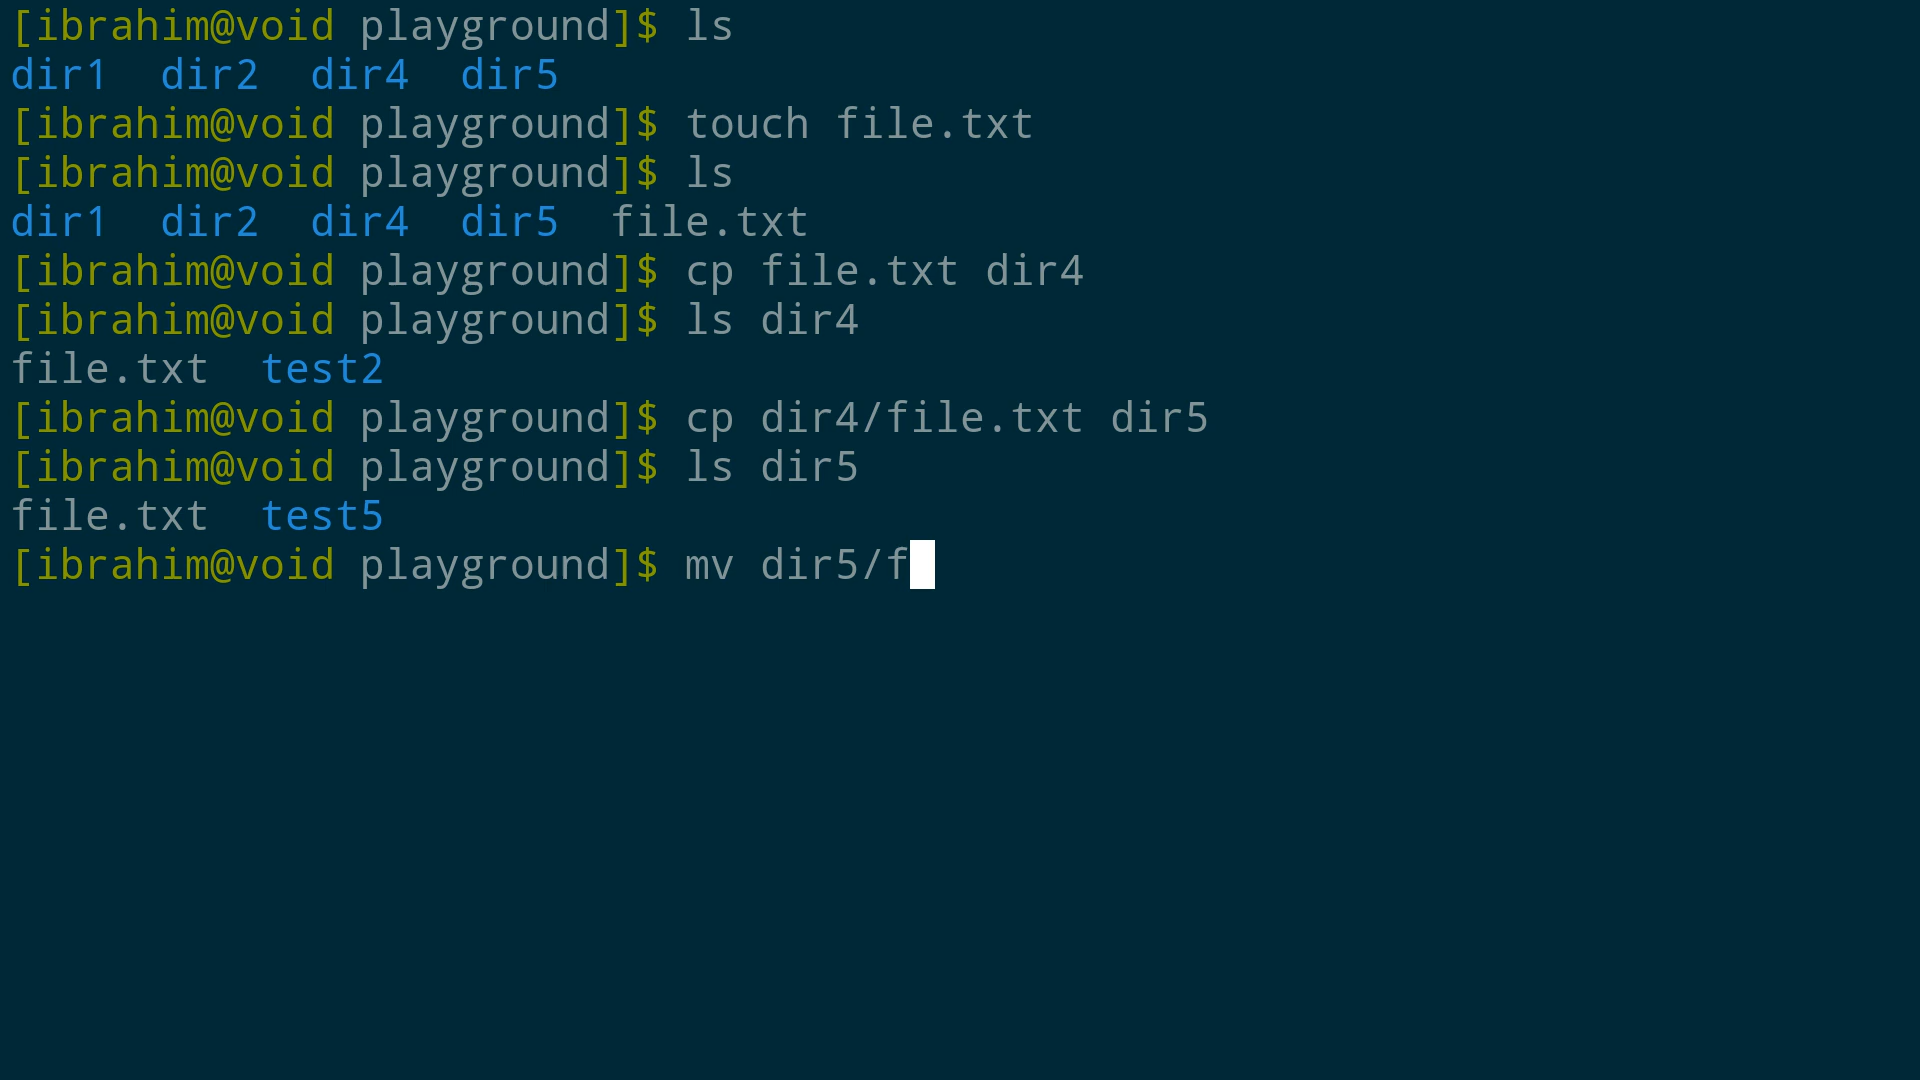 [ibrahim@void playground]$ ls
dir1  dir2  dir4  dir5
[ibrahim@void playground]$ touch file.txt
[ibrahim@void playground]$ ls
dir1  dir2  dir4  dir5  file.txt
[ibrahim@void playground]$ cp file.txt dir4
[ibrahim@void playground]$ ls dir4
file.txt  test2
[ibrahim@void playground]$ cp dir4/file.txt dir5
[ibrahim@void playground]$ ls dir5
file.txt  test5
[ibrahim@void playground]$ mv dir5/f